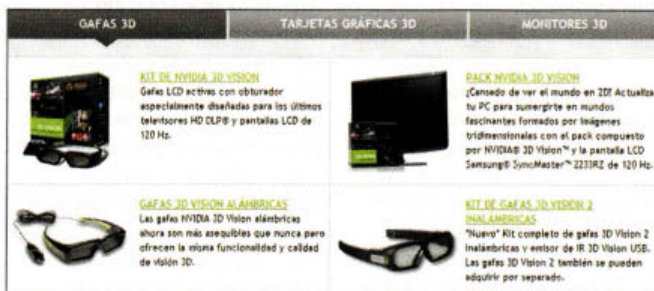 GAFAS 3D
TARJETAS GRÁFICAS 3D
MONITORES 3D
KIT DE NVIDIA 3D VISION
Gafas LCD activas con obturador
especialmente diseñadas para los últimos
televisores HD DLP® y pantallas LCD de
120 Hz.
PACK NVIDIA 3D VISION
¿Cansado de ver el mundo en 2D? Actualiza
tu PC para sumergirte en mundos
fascinantes formados por imágenes
tridimensionales con el pack compuesto
por NVIDIA® 3D Vision™ y la pantalla LCD
Samsung® SyncMaster™ 2233RZ de 120 Hz.
GAFAS 3D VISION ALÁMBRICAS
Las gafas NVIDIA 3D Vision alámbricas
ahora son más asequibles que nunca pero
ofrecen la misma funcionalidad y calidad
de visión 3D.
KIT DE GAFAS 3D VISION 2
INALÁMBRICAS
"Nuevo" Kit completo de gafas 3D Vision 2
inalámbricas y emisor de IR 3D Vision USB.
Las gafas 3D Vision 2 también se pueden
adquirir por separado.